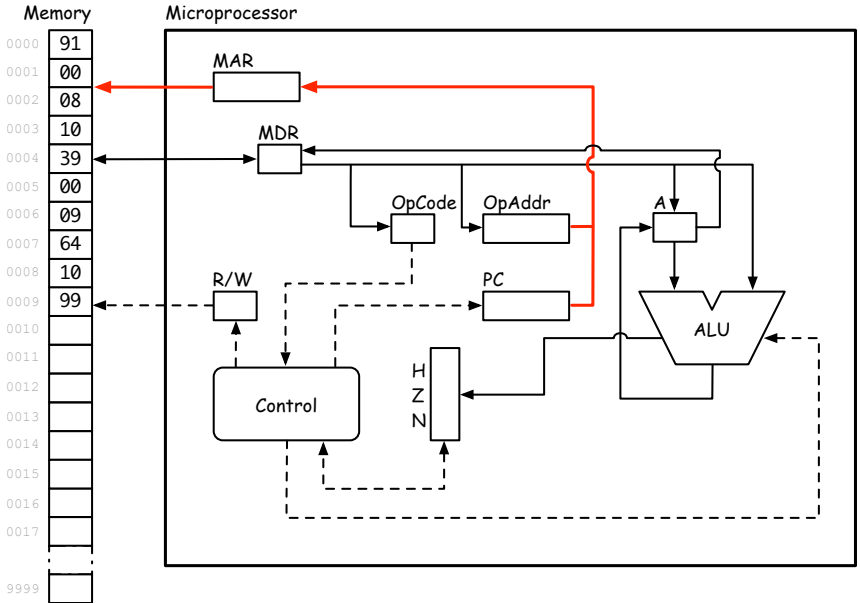 Memory Microprocessor
0000 91
0001 00
MAR
0002 08
0003 10
MDR
0004 39
0005 00
OpCode OpAddr A
0006 09
0007 64
0008 10
R/W PC
0009 99
0010
ALU
0011
H
0012
Z
Control
0013
N
0014
0015
0016
0017
9999